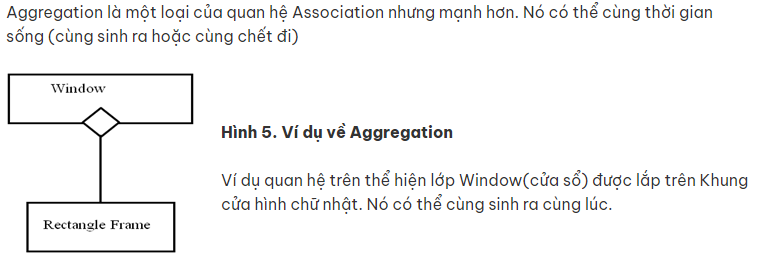 Aggregation là một loại của quan hệ Association nhưng mạnh hơn. Nó có thể cùng thời gian
sống (cùng sinh ra hoặc cùng chết đi)
Window
Hình 5. Ví dụ về Aggregation
Ví dụ quan hệ trên thể hiện lớp Window(cửa sổ) được lắp trên Khung
cửa hình chữ nhật. Nó có thể cùng sinh ra cùng lúc.
Rectangle Frame